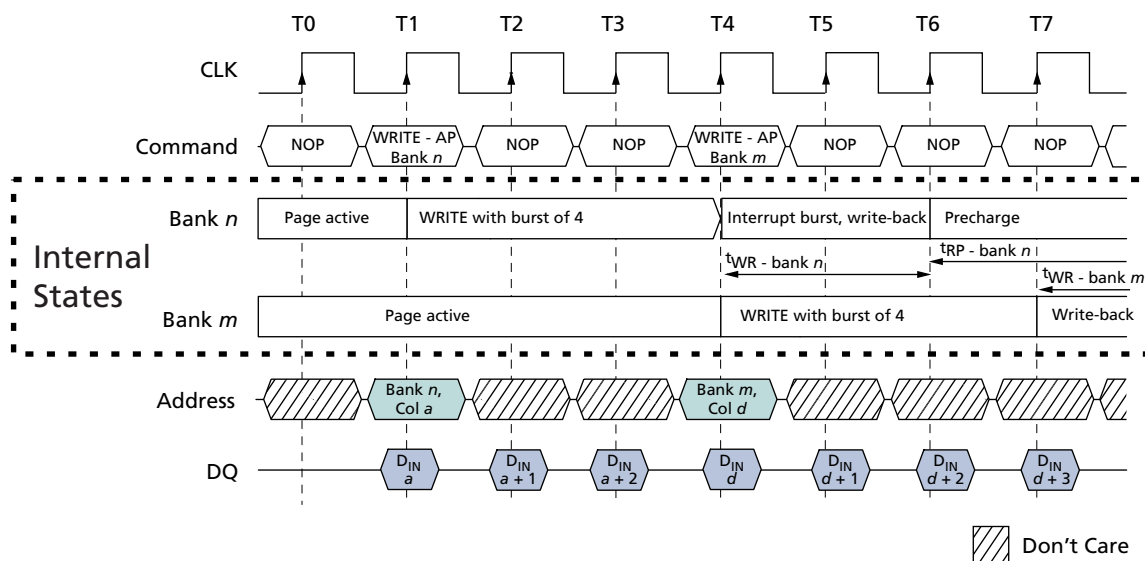 T0 T1 T2 T3 T4 T5 T6 T7
CLK
Command NOP WRITE - AP Bank n NOP NOP WRITE - AP Bank m NOP NOP NOP
Internal States
Bank n Page active WRITE with burst of 4 Interrupt burst, write-back Precharge
tWR - bank n tRP - bank n
tWR - bank m
Bank m Page active WRITE with burst of 4 Write-back
Address Bank n, Col a Bank m, Col d
DQ DIN a DIN a + 1 DIN a + 2 DIN d DIN d + 1 DIN d + 2 DIN d + 3
Don't Care